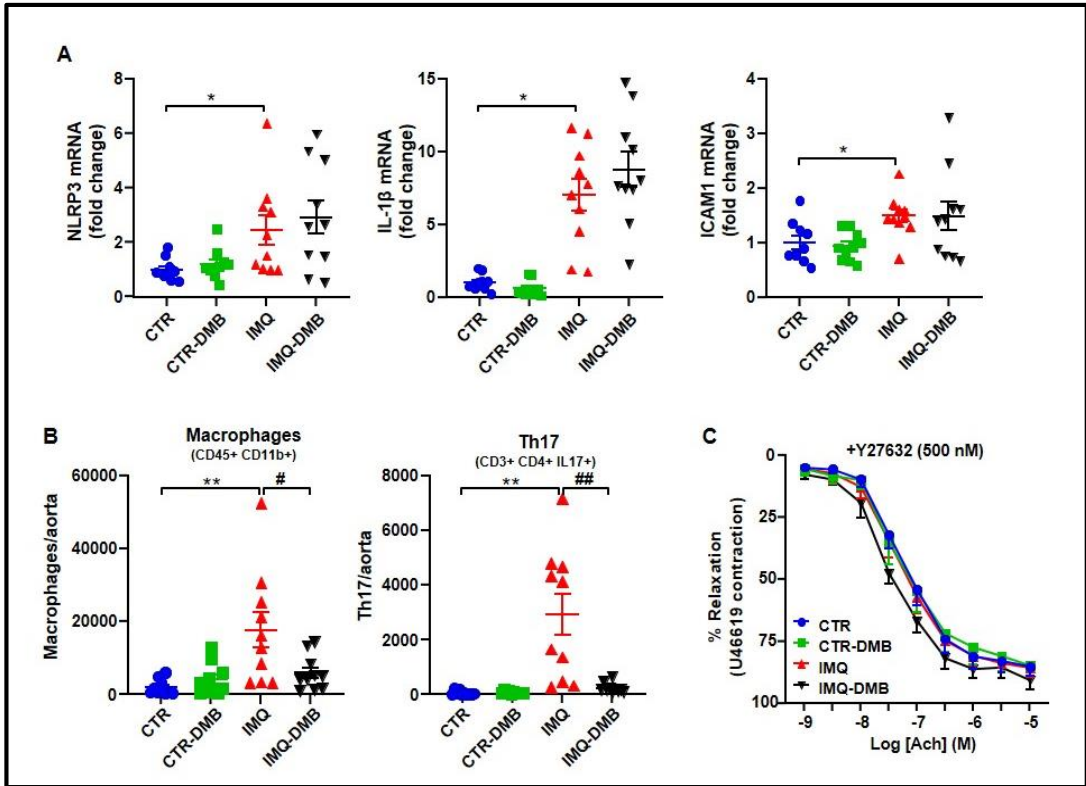 A
NLRP3 mRNA
(fold change)
8
6
4
2
0
*
CTR
CTR-DMB
IMQ
IMQ-DMB
IL-1β mRNA
(fold change)
15
10
5
0
*
CTR
CTR-DMB
IMQ
IMQ-DMB
ICAM1 mRNA
(fold change)
4
3
2
1
0
*
CTR
CTR-DMB
IMQ
IMQ-DMB
B
Macrophages
(CD45+ CD11b+)
Macrophages/aorta
60000
40000
20000
0
**
#
CTR
CTR-DMB
IMQ
IMQ-DMB
Th17
(CD3+ CD4+ IL17+)
Th17/aorta
8000
6000
4000
2000
0
**
##
CTR
CTR-DMB
IMQ
IMQ-DMB
C
+Y27632 (500 nM)
% Relaxation
(U46619 contraction)
0
25
50
75
100
CTR
CTR-DMB
IMQ
IMQ-DMB
-9 -8 -7 -6 -5
Log [Ach] (M)